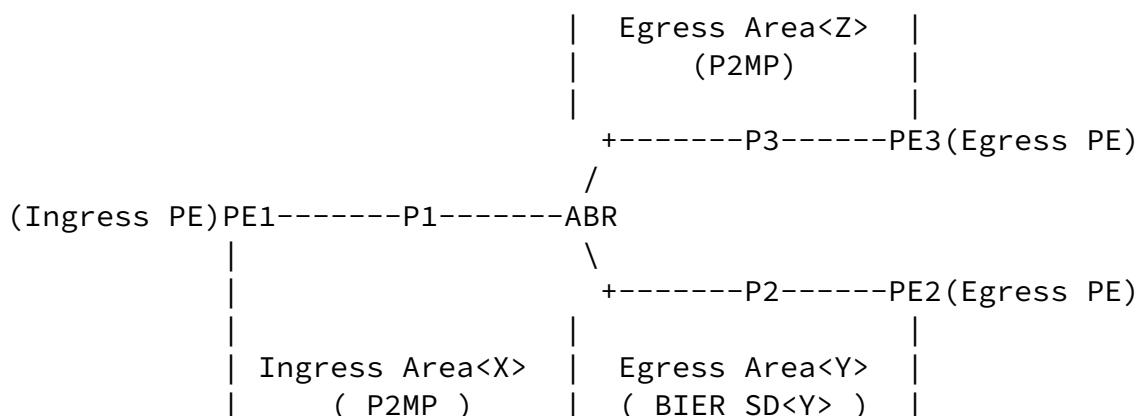 |  Egress Area<Z>  |
                              |      (P2MP)      |
                              |                  |
                                +-------P3------PE3(Egress PE)
                               /
(Ingress PE)PE1-------P1-------ABR
            |                  \
            |                   +-------P2------PE2(Egress PE)
            |                 |                  |
            | Ingress Area<X> |  Egress Area<Y>  |
            |    ( P2MP )     |  ( BIER SD<Y> )  |